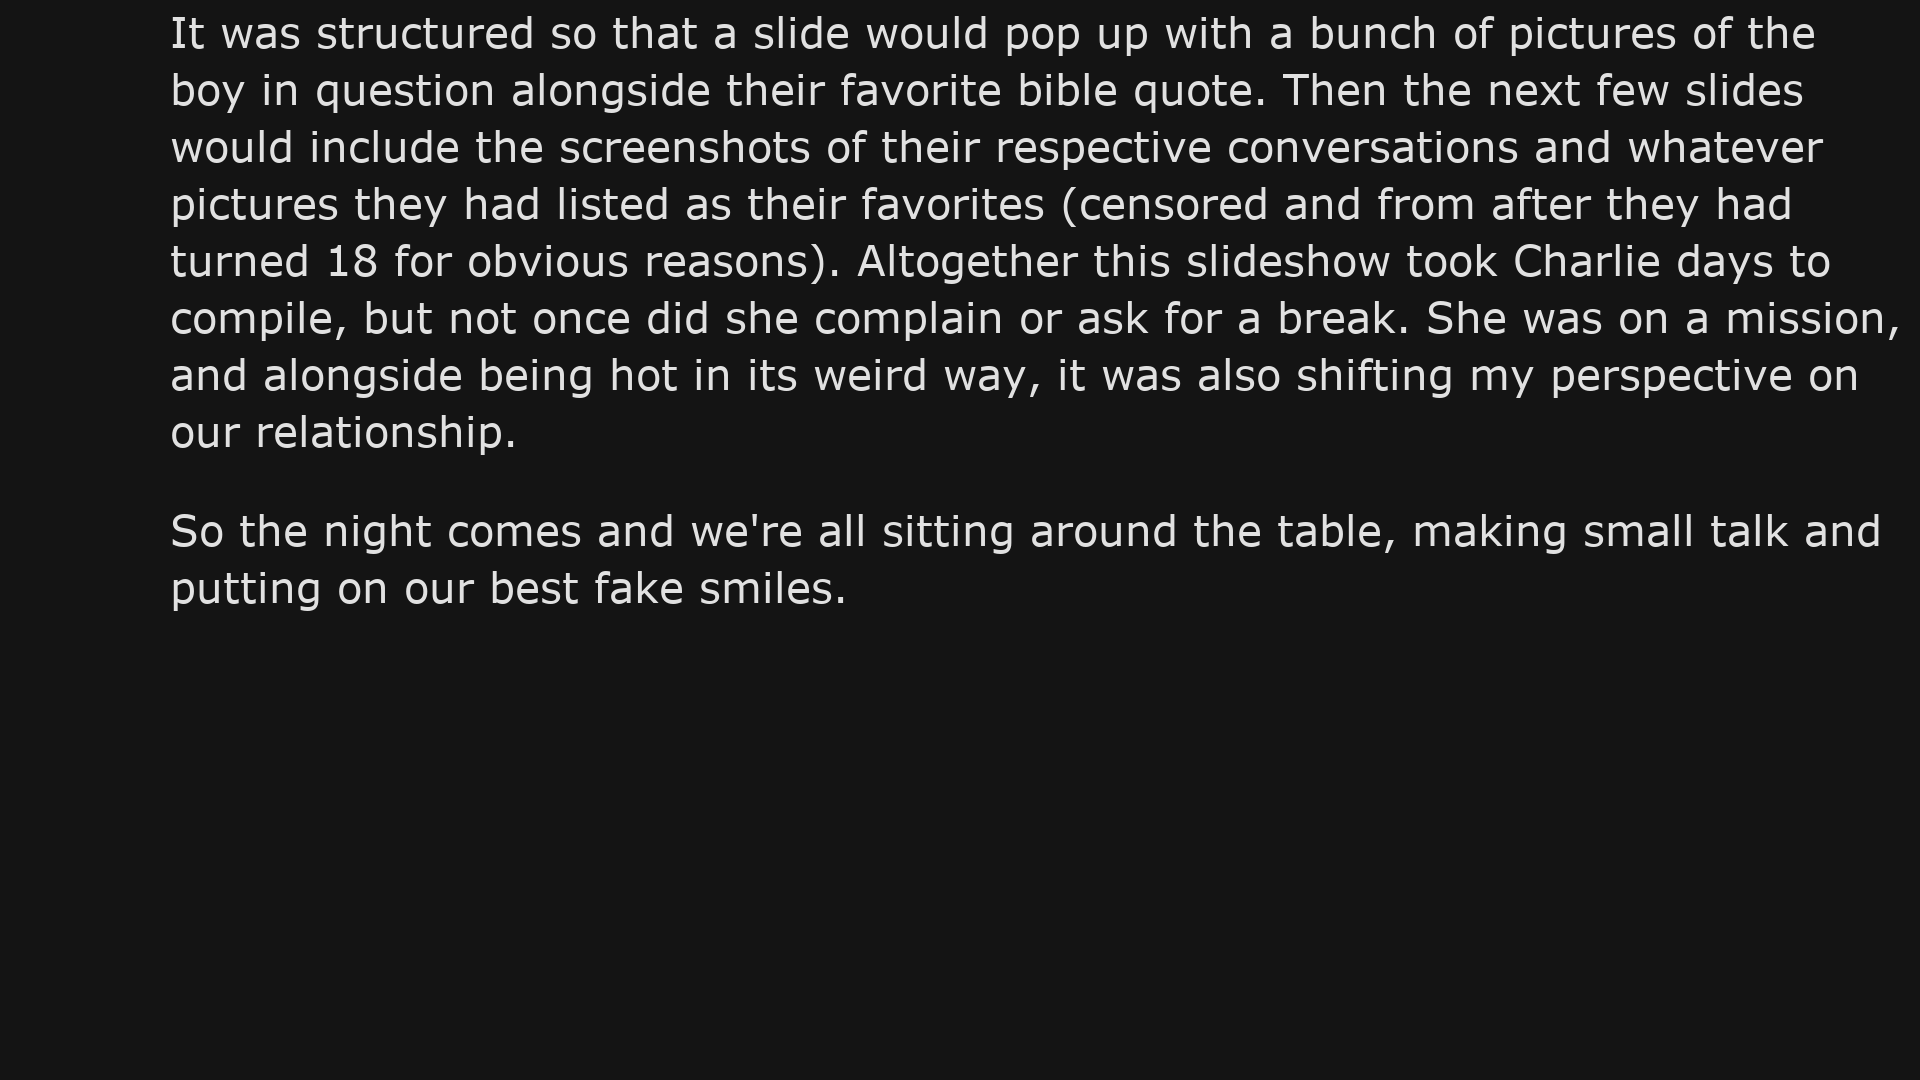 It was structured so that a slide would pop up with a bunch of pictures of the
boy in question alongside their favorite bible quote. Then the next few slides
would include the screenshots of their respective conversations and whatever
pictures they had listed as their favorites (censored and from after they had
turned 18 for obvious reasons). Altogether this slideshow took Charlie days to
compile, but not once did she complain or ask for a break. She was on a mission,
and alongside being hot in its weird way, it was also shifting my perspective on
our relationship.
So the night comes and we're all sitting around the table, making small talk and
putting on our best fake smiles.